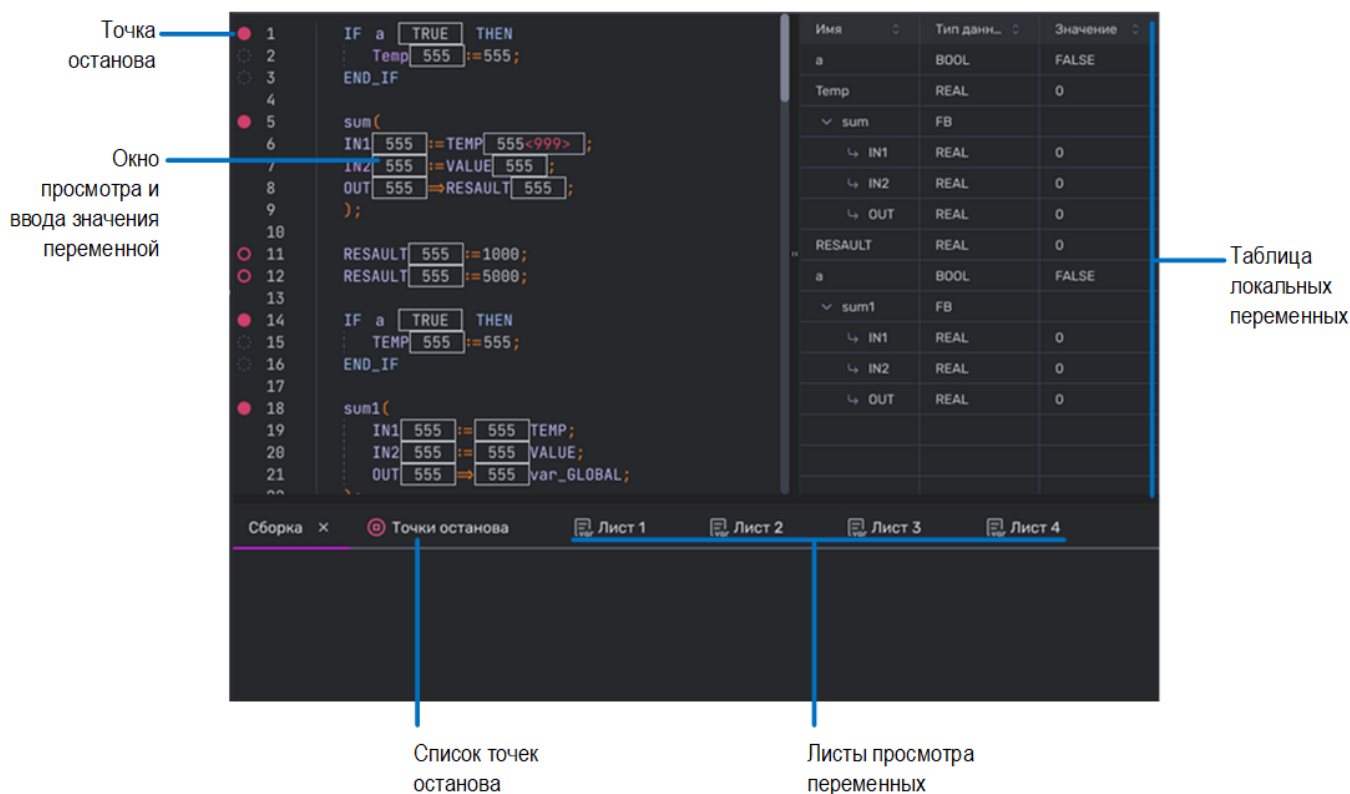 Точка
останова
Окно
просмотра и
ввода значения
переменной
1 IF a TRUE THEN
2 Temp 555 :=555;
3 END_IF
4
5 sum(
6 IN1 555 :=TEMP 555<999> ;
7 IN2 555 :=VALUE 555 ;
8 OUT 555 ⇒RESAULT 555 ;
9 );
10
11 RESAULT 555 :=1000;
12 RESAULT 555 :=5000;
13
14 IF a TRUE THEN
15 TEMP 555 :=555;
16 END_IF
17
18 sum1(
19 IN1 555 := 555 TEMP;
20 IN2 555 := 555 VALUE;
21 OUT 555 ⇒ 555 var_GLOBAL;
Имя Тип данн… Значение
a BOOL FALSE
Temp REAL 0
sum FB
IN1 REAL 0
IN2 REAL 0
OUT REAL 0
RESAULT REAL 0
a BOOL FALSE
sum1 FB
IN1 REAL 0
IN2 REAL 0
OUT REAL 0
Таблица
локальных
переменных
Сборка × Точки останова Лист 1 Лист 2 Лист 3 Лист 4
Список точек
останова
Листы просмотра
переменных